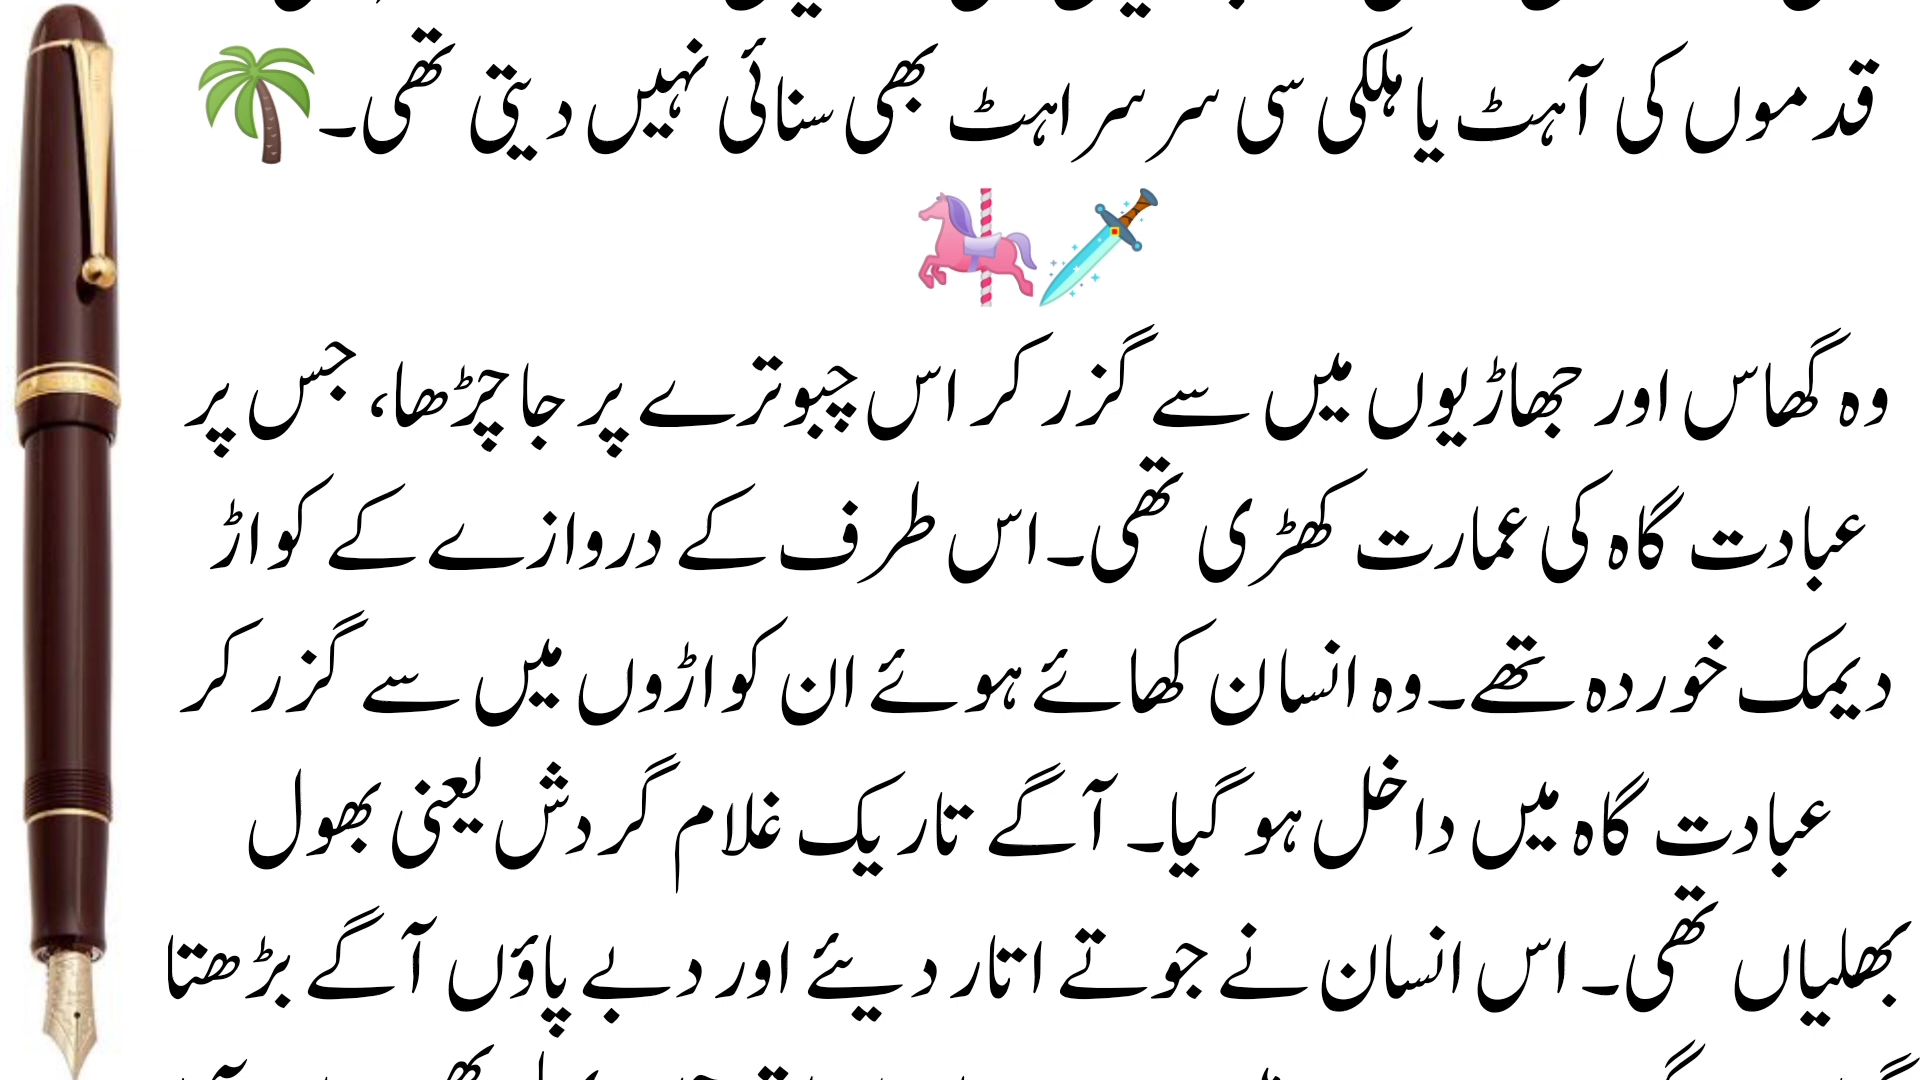 قدموں کی آہٹ یا ہلکی سی سر سراہٹ بھی سنائی نہیں دیتی تھی۔🌴
🎠🗡️
وہ گھاس اور جھاڑیوں میں سے گزر کر اس چبوترے پر جا چڑھا، جس پر
عبادت گاہ کی عمارت کھڑی تھی۔اس طرف کے دروازے کے کواڑ
دیمک خوردہ تھے۔وہ انسان کھائے ہوئے ان کواڑوں میں سے گزر کر
عبادت گاہ میں داخل ہو گیا۔ آگے تاریک غلام گردش یعنی بھول
بھلیاں تھی۔ اس انسان نے جوتے اتار دیئے اور دبے پاؤں آگے بڑھتا